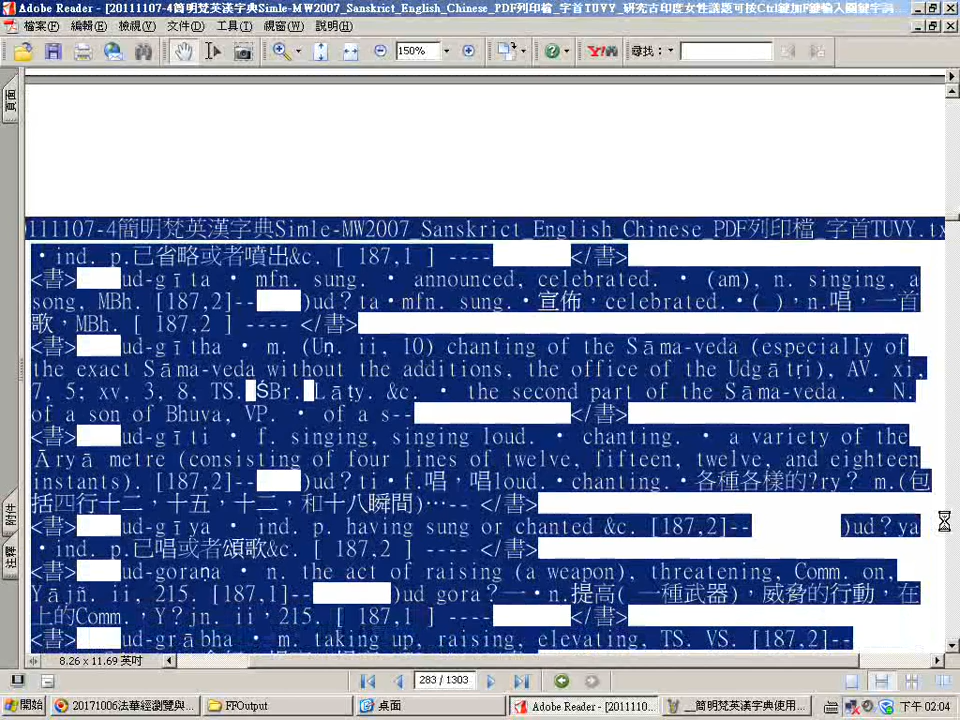 Adobe Reader - [20111107-4簡明梵英漢字典Simle-MW2007_Sanskrict_English_Chinese_PDF列印檔_字首TUVY_研究古印度女性議題可按Ctrl鍵加F鍵輸入關鍵字詞...
檔案(F) 編輯(E) 檢視(V) 文件(D) 工具(T) 視窗(W) 說明(H)
150% Y! 尋找:
頁面
)111107-4簡明梵英漢字典Simle-MW2007_Sanskrict_English_Chinese_PDF列印檔_字首TUVY.tx
・ind. p.已省略或者噴出&c. [ 187,1 ] ---- </書>
<書> ud-gīta ・ mfn. sung. ・ announced, celebrated. ・ (am), n. singing, a
song, MBh. [187,2]-- )ud？ta・mfn. sung.・宣佈，celebrated.・( )，n.唱，一首
歌，MBh. [ 187,2 ] ---- </書>
<書> ud-gītha ・ m. (Uṇ. ii, 10) chanting of the Sāma-veda (especially of
the exact Sāma-veda without the additions, the office of the Udgātṛi), AV. xi,
7, 5; xv, 3, 8, TS. ŚBr. Lāṭy. &c. ・ the second part of the Sāma-veda. ・ N.
of a son of Bhuva, VP. ・ of a s-- </書>
<書> ud-gīti ・ f. singing, singing loud. ・ chanting. ・ a variety of the
Āryā metre (consisting of four lines of twelve, fifteen, twelve, and eighteen
instants). [187,2]-- )ud？ti・f.唱，唱loud.・chanting.・各種各樣的?ry？ m.(包
括四行十二，十五，十二，和十八瞬間)… -- </書>
<書> ud-gīya ・ ind. p. having sung or chanted &c. [187,2]-- )ud？ya
・ind. p.已唱或者頌歌&c. [ 187,2 ] ---- </書>
<書> ud-goraṇa ・ n. the act of raising (a weapon), threatening, Comm. on,
Yājñ. ii, 215. [187,1]-- )ud gora？一・n.提高( 一種武器)，威脅的行動，在
上的Comm.，Y？jn. ii，215. [ 187,1 ] ---- </書>
<書> ud-grābha ・ m. taking up, raising, elevating, TS. VS. [187,2]--
附件
注釋
8.26 x 11.69 英吋
283 / 1303
開始 20171006法華經瀏覽與... FFOutput 桌面 Adobe Reader - [2011110... __簡明梵英字典使用... 下午 02:04